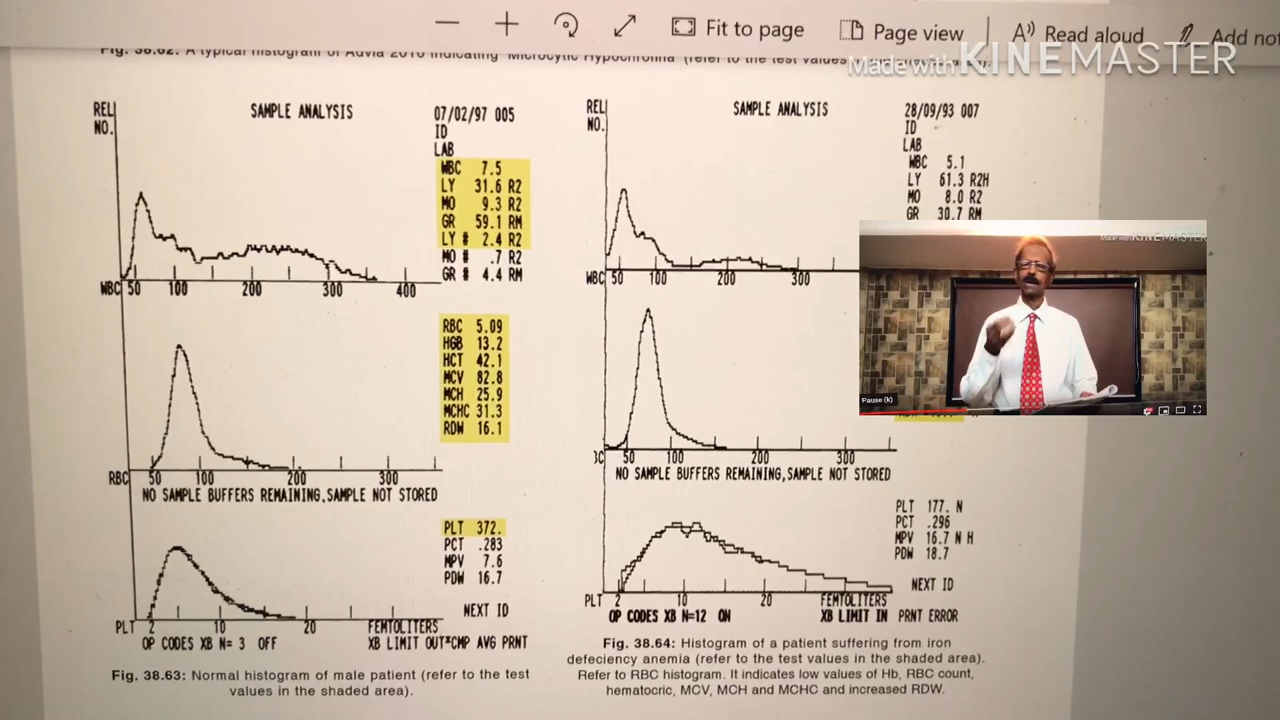 Fit to page
Page view
Read aloud
Add not
Made with KINEMASTER
Fig. 38.62: A typical histogram of Advia 2010 indicating 'Microcytic Hypochromia' (refer to the test values
REL
NO.
SAMPLE ANALYSIS
07/02/97 005
ID
LAB
WBC 7.5
LY 31.6 R2
MO 9.3 R2
GR 59.1 RM
LY # 2.4 R2
MO # .7 R2
GR # 4.4 RM
WBC 50 100 200 300 400
RBC 5.09
HGB 13.2
HCT 42.1
MCV 82.8
MCH 25.9
MCHC 31.3
RDW 16.1
RBC 50 100 200 300
NO SAMPLE BUFFERS REMAINING,SAMPLE NOT STORED
PLT 372.
PCT .283
MPV 7.6
PDW 16.7
NEXT ID
PLT 2 10 20 FEMTOLITERS
OP CODES XB N= 3 OFF XB LIMIT OUT*CMP AVG PRNT
Fig. 38.63: Normal histogram of male patient (refer to the test
values in the shaded area).
REL
NO.
SAMPLE ANALYSIS
28/09/93 007
ID
LAB
WBC 5.1
LY 61.3 R2H
MO 8.0 R2
GR 30.7 RM
WBC 50 100 200 300
Made with KINEMASTER
Pause (k)
50 100 200 300
NO SAMPLE BUFFERS REMAINING,SAMPLE NOT STORED
PLT 177. N
PCT .296
MPV 16.7 N H
PDW 18.7
NEXT ID
PLT 2 10 20 FEMTOLITERS
OP CODES XB N=12 ON XB LIMIT IN PRNT ERROR
Fig. 38.64: Histogram of a patient suffering from iron
defeciency anemia (refer to the test values in the shaded area).
Refer to RBC histogram. It indicates low values of Hb, RBC count,
hematocric, MCV, MCH and MCHC and increased RDW.